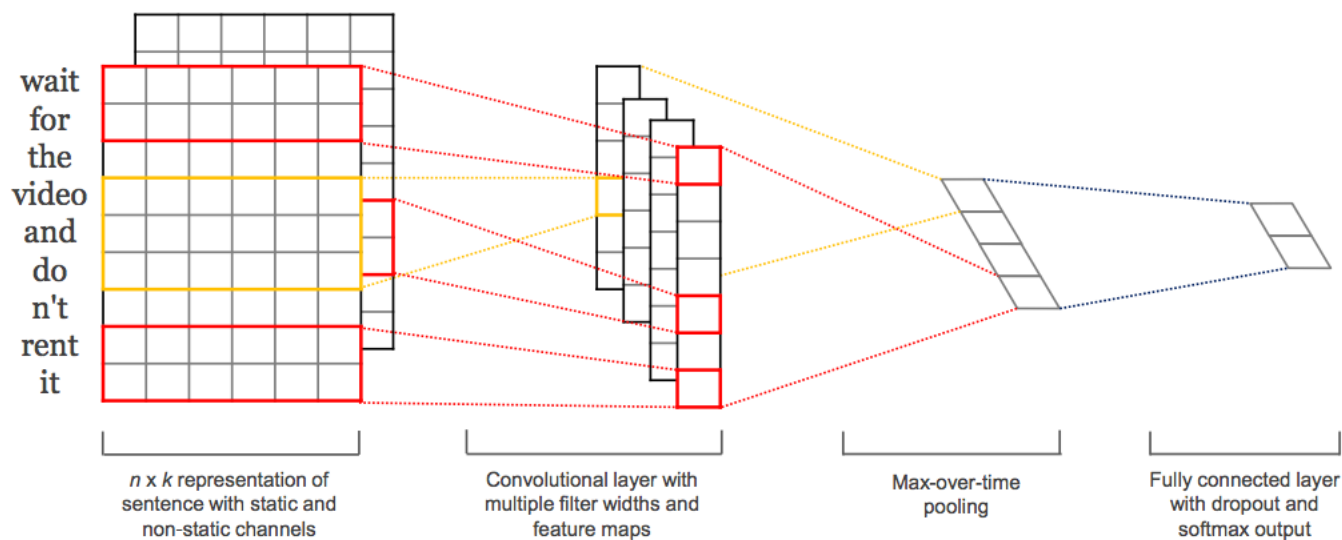 wait
for
the
video
and
do
n't
rent
it
n x k representation of
sentence with static and
non-static channels
Convolutional layer with
multiple filter widths and
feature maps
Max-over-time
pooling
Fully connected layer
with dropout and
softmax output